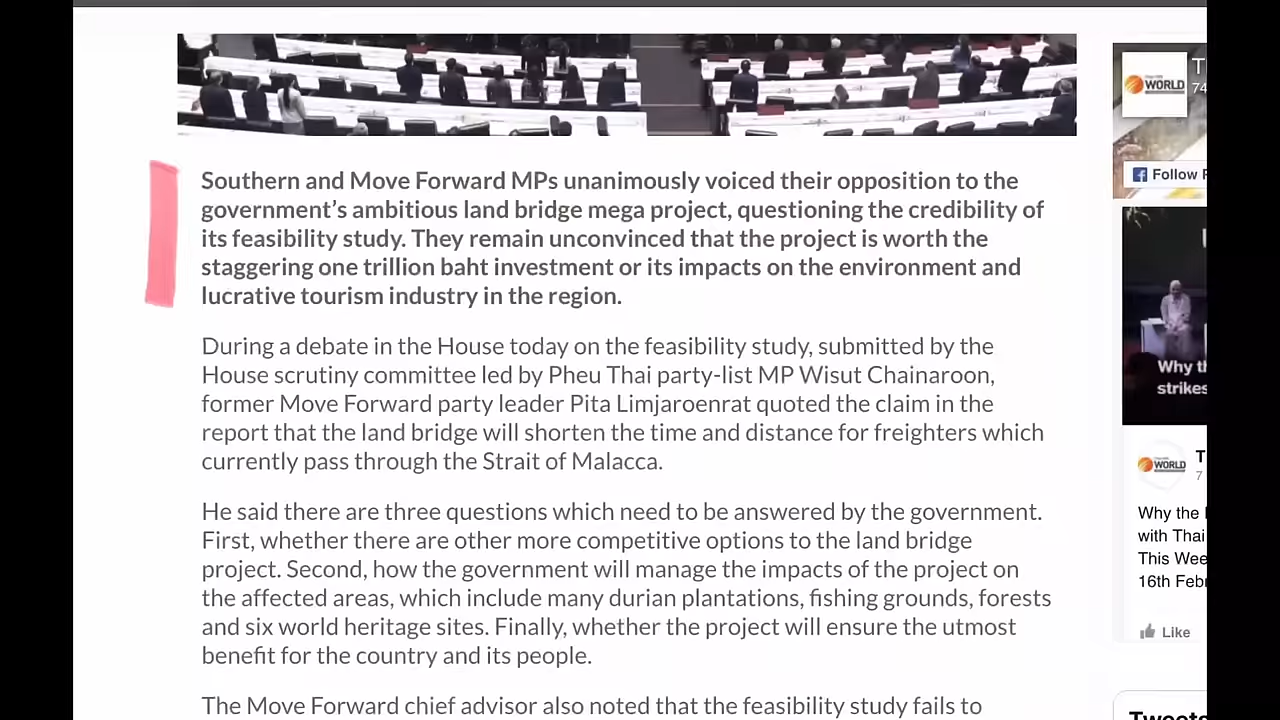 Southern and Move Forward MPs unanimously voiced their opposition to the
government’s ambitious land bridge mega project, questioning the credibility of
its feasibility study. They remain unconvinced that the project is worth the
staggering one trillion baht investment or its impacts on the environment and
lucrative tourism industry in the region.
During a debate in the House today on the feasibility study, submitted by the
House scrutiny committee led by Pheu Thai party-list MP Wisut Chainaroon,
former Move Forward party leader Pita Limjaroenrat quoted the claim in the
report that the land bridge will shorten the time and distance for freighters which
currently pass through the Strait of Malacca.
He said there are three questions which need to be answered by the government.
First, whether there are other more competitive options to the land bridge
project. Second, how the government will manage the impacts of the project on
the affected areas, which include many durian plantations, fishing grounds, forests
and six world heritage sites. Finally, whether the project will ensure the utmost
benefit for the country and its people.
The Move Forward chief advisor also noted that the feasibility study fails to
WORLD
T
74
Follow
Why th
strikes
WORLD
T
7
Why the
with Thai
This Wee
16th Feb
Like
Tweets